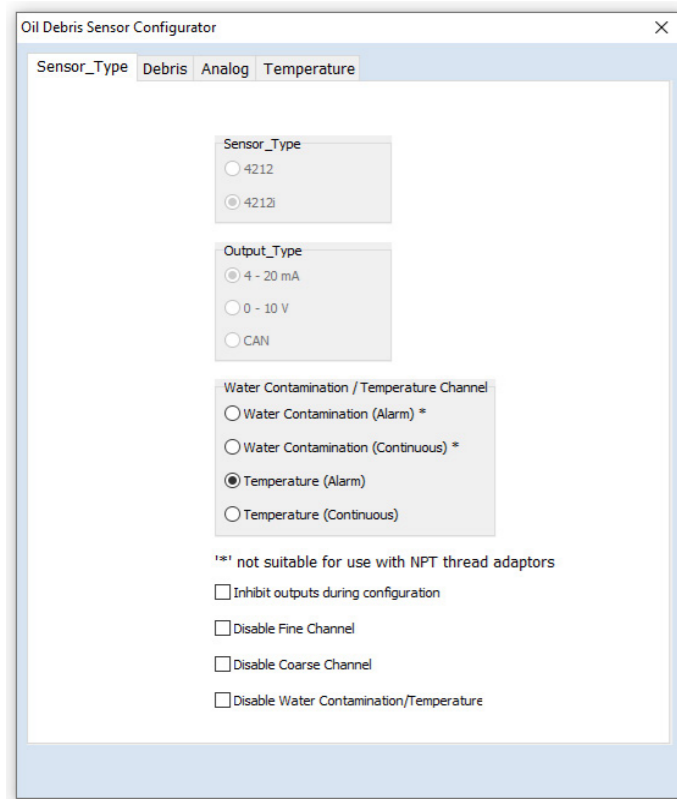 Oil Debris Sensor Configurator
Sensor_Type Debris Analog Temperature
Sensor_Type
4212
4212i
Output_Type
4 - 20 mA
0 - 10 V
CAN
Water Contamination / Temperature Channel
Water Contamination (Alarm) *
Water Contamination (Continuous) *
Temperature (Alarm)
Temperature (Continuous)
'*' not suitable for use with NPT thread adaptors
Inhibit outputs during configuration
Disable Fine Channel
Disable Coarse Channel
Disable Water Contamination/Temperature